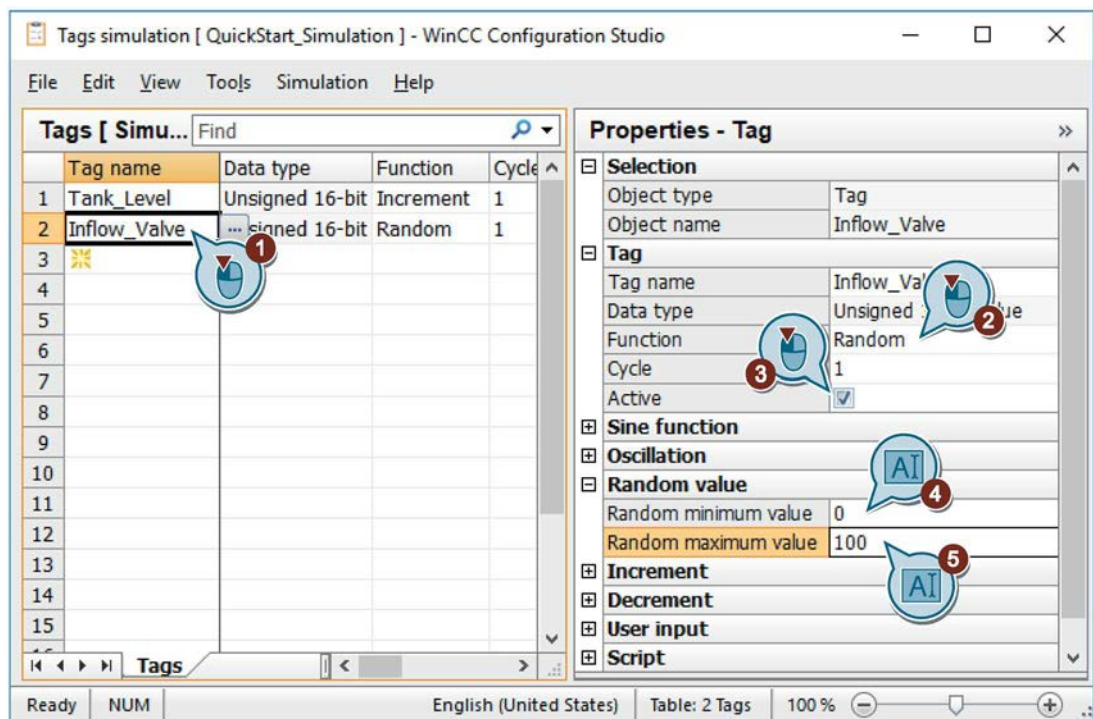 Tags simulation [ QuickStart_Simulation ] - WinCC Configuration Studio
File Edit View Tools Simulation Help
Tags [ Simu... Find
Tag name Data type Function Cycle
1 Tank_Level Unsigned 16-bit Increment 1
2 Inflow_Valve ... signed 16-bit Random 1
3
4
5
6
7
8
9
10
11
12
13
14
15
Tags
1
Properties - Tag »
Selection
Object type Tag
Object name Inflow_Valve
Tag
Tag name Inflow_Va
Data type Unsigned ue
2
Function Random
Cycle 1
3
Active
Sine function
Oscillation
AI
4
Random value
Random minimum value 0
Random maximum value 100
5
AI
Increment
Decrement
User input
Script
Ready NUM English (United States) Table: 2 Tags 100 %